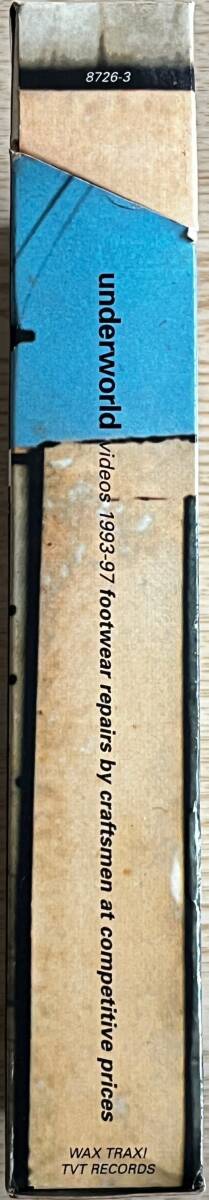 8726-3
underworld videos 1993-97 footwear repairs by craftsmen at competitive prices
WAX TRAX!
TVT RECORDS